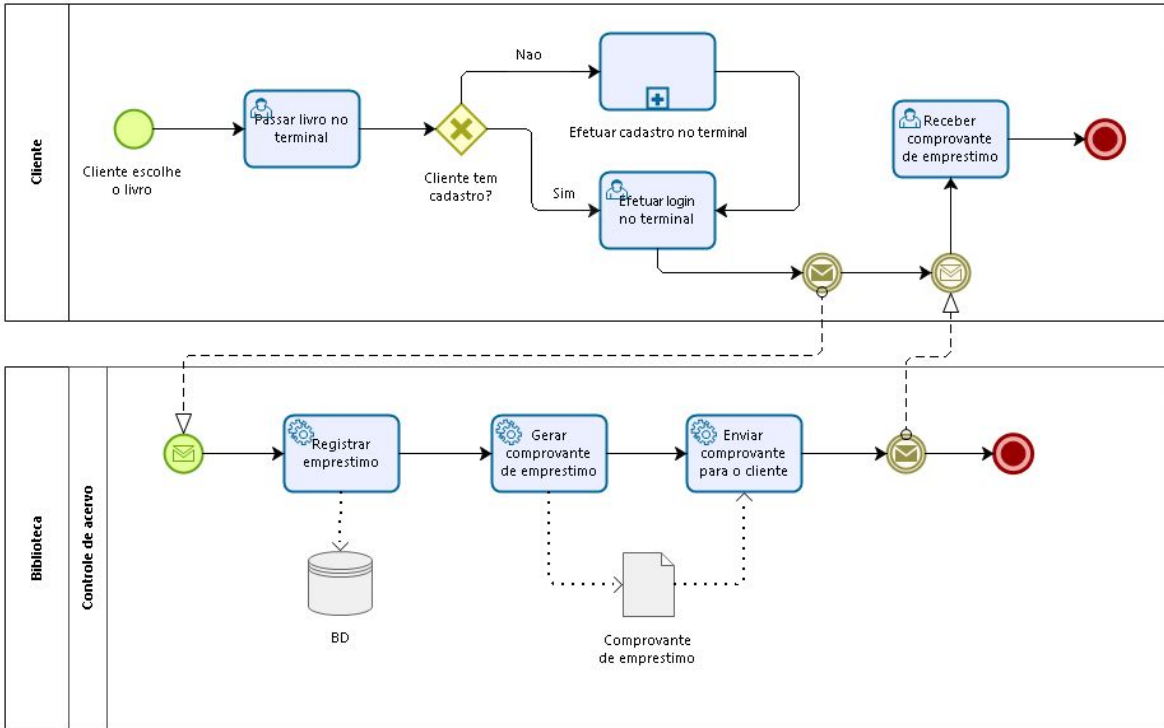 Cliente
Cliente escolhe
o livro
Passar livro no
terminal
Cliente tem
cadastro?
Nao
Sim
Efetuar cadastro no terminal
Efetuar login
no terminal
Receber
comprovante
de emprestimo
Biblioteca
Controle de acervo
Registrar
emprestimo
BD
Gerar
comprovante
de emprestimo
Comprovante
de emprestimo
Enviar
comprovante
para o cliente